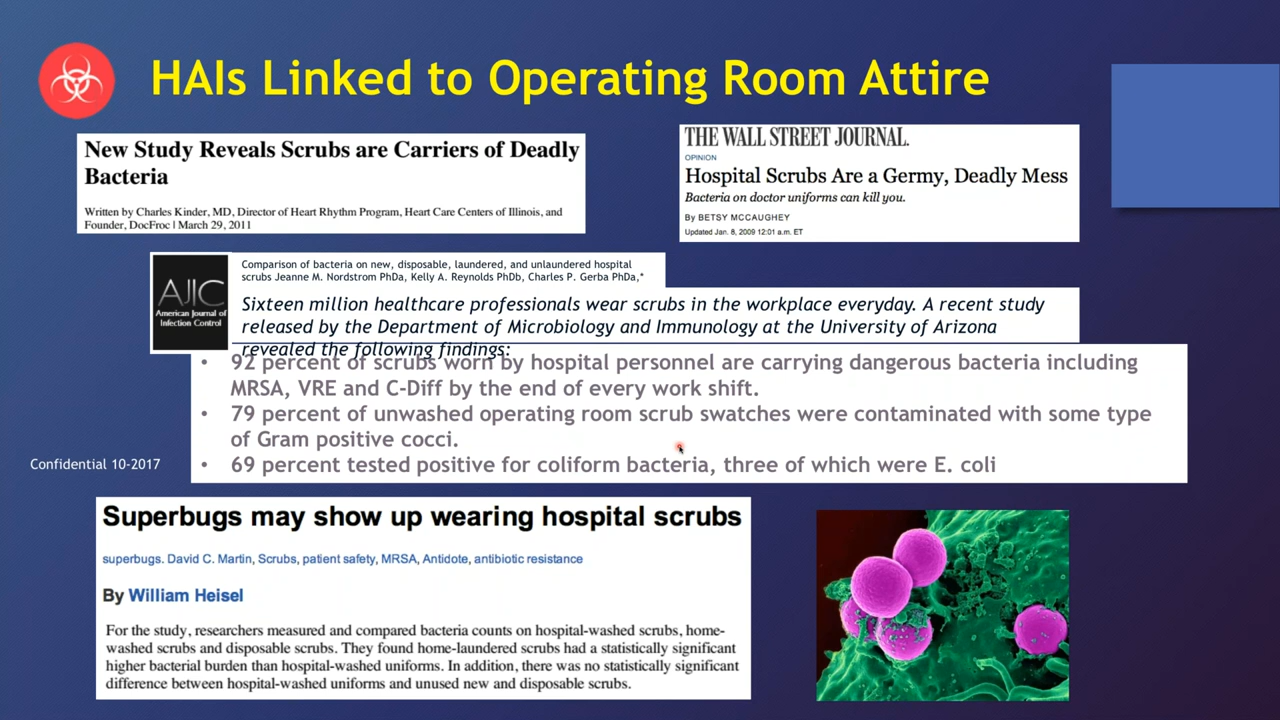 HAIs Linked to Operating Room Attire
New Study Reveals Scrubs are Carriers of Deadly
Bacteria
Written by Charles Kinder, MD, Director of Heart Rhythm Program, Heart Care Centers of Illinois, and
Founder, DocFroc | March 29, 2011
THE WALL STREET JOURNAL.
OPINION
Hospital Scrubs Are a Germy, Deadly Mess
Bacteria on doctor uniforms can kill you.
By BETSY MCCAUGHEY
Updated Jan. 8, 2009 12:01 a.m. ET
AJIC
American Journal of
Infection Control
Comparison of bacteria on new, disposable, laundered, and unlaundered hospital
scrubs Jeanne M. Nordstrom PhDa, Kelly A. Reynolds PhDb, Charles P. Gerba PhDa,*
Sixteen million healthcare professionals wear scrubs in the workplace everyday. A recent study
released by the Department of Microbiology and Immunology at the University of Arizona
revealed the following findings:
• 92 percent of scrubs worn by hospital personnel are carrying dangerous bacteria including
MRSA, VRE and C-Diff by the end of every work shift.
• 79 percent of unwashed operating room scrub swatches were contaminated with some type
of Gram positive cocci.
• 69 percent tested positive for coliform bacteria, three of which were E. coli
Confidential 10-2017
Superbugs may show up wearing hospital scrubs
superbugs. David C. Martin, Scrubs, patient safety, MRSA, Antidote, antibiotic resistance
By William Heisel
For the study, researchers measured and compared bacteria counts on hospital-washed scrubs, home-
washed scrubs and disposable scrubs. They found home-laundered scrubs had a statistically significant
higher bacterial burden than hospital-washed uniforms. In addition, there was no statistically significant
difference between hospital-washed uniforms and unused new and disposable scrubs.